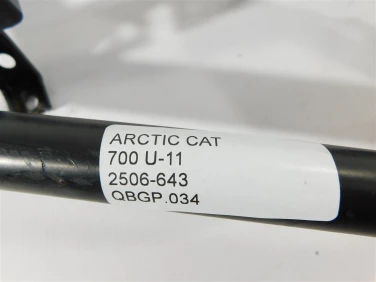 ARCTIC CAT
700 U-11
2506-643
QBGP.034